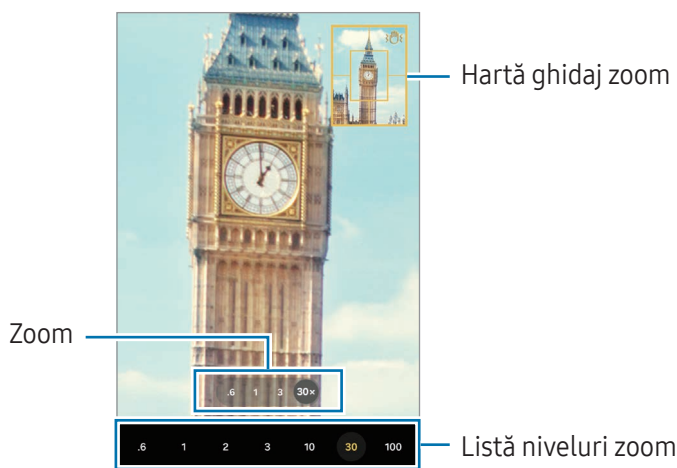 Hartă ghidaj zoom
Zoom
.6 1 3 30×
.6 1 2 3 10 30 100
Listă niveluri zoom